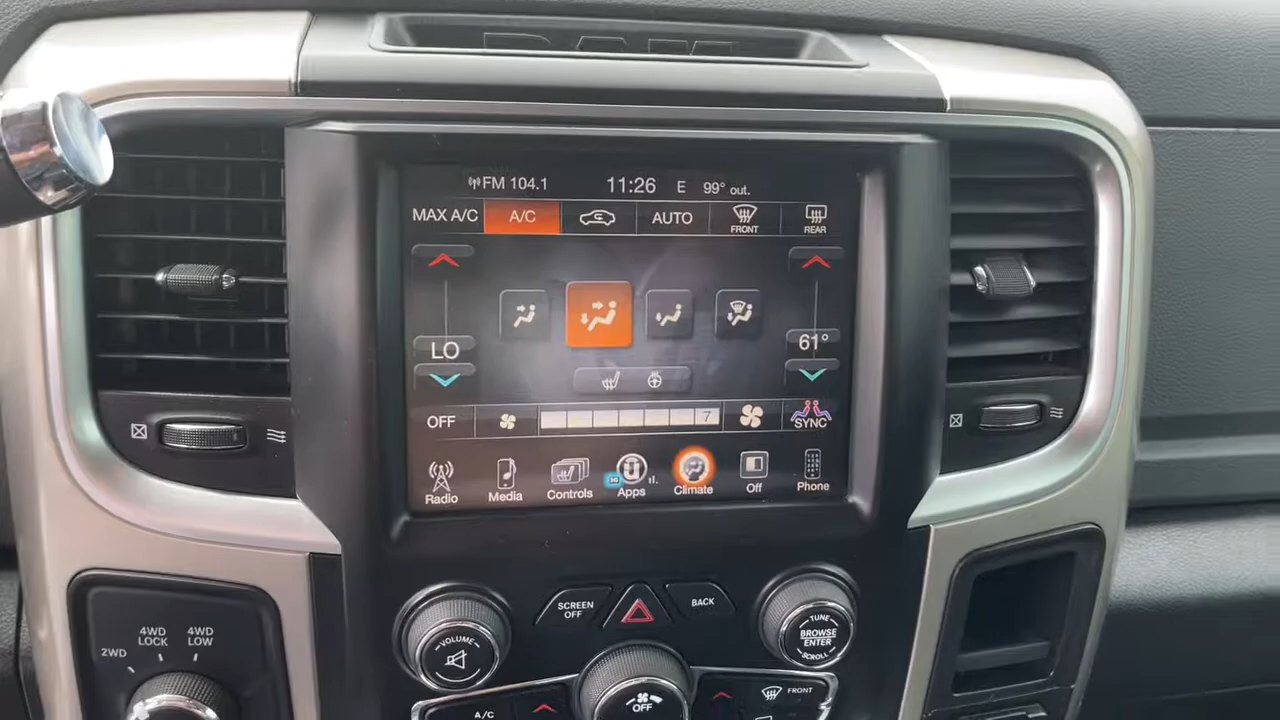 RAM
FM 104.1 11:26 E 99° out.
MAX A/C A/C AUTO FRONT REAR
LO 61°
OFF 7 SYNC
Radio Media Controls 3G Apps Climate Off Phone
SCREEN OFF BACK
VOLUME
TUNE
BROWSE
ENTER
SCROLL
2WD 4WD LOCK 4WD LOW
A/C OFF FRONT